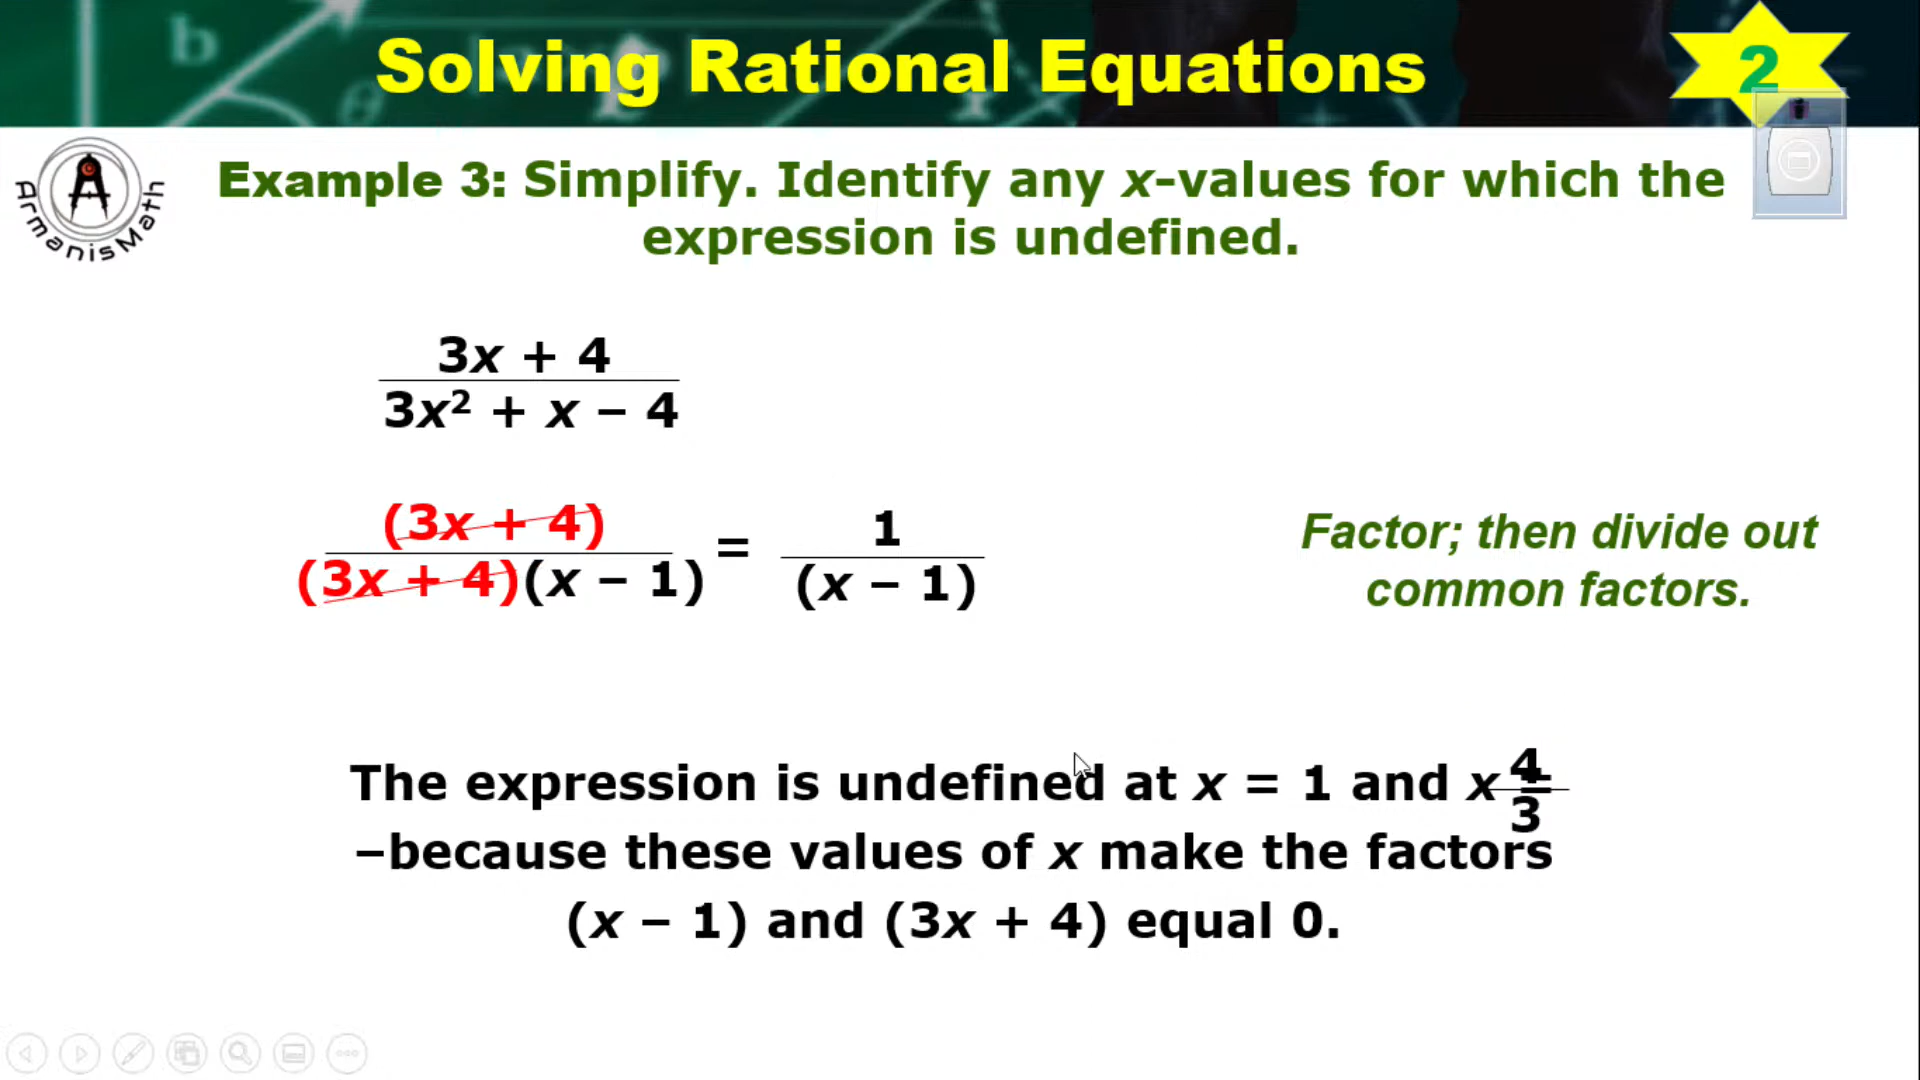 b
θ
Solving Rational Equations
2
ArmanisMath
Example 3: Simplify. Identify any x-values for which the
expression is undefined.
3x + 4
3x² + x – 4
(3x + 4)
(3x + 4)(x – 1)
=
1
(x – 1)
Factor; then divide out
common factors.
The expression is undefined at x = 1 and x =
4
3
–because these values of x make the factors
(x – 1) and (3x + 4) equal 0.